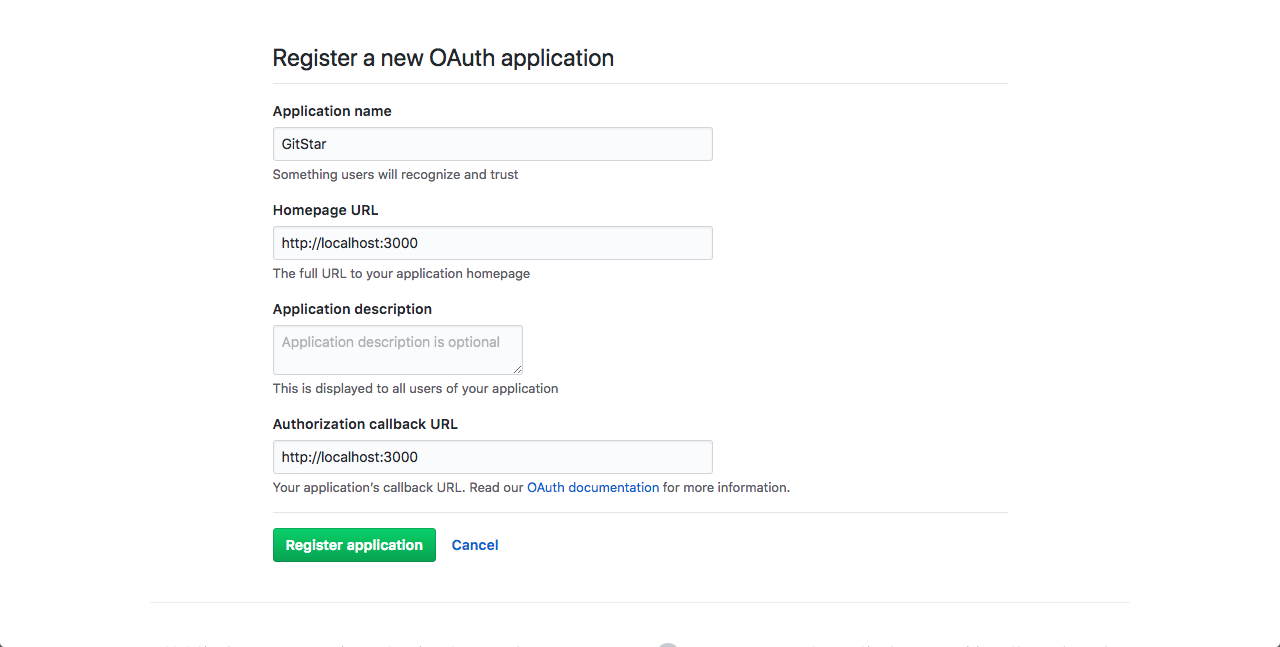 Register a new OAuth application
Application name
GitStar
Something users will recognize and trust
Homepage URL
http://localhost:3000
The full URL to your application homepage
Application description
Application description is optional
This is displayed to all users of your application
Authorization callback URL
http://localhost:3000
Your application’s callback URL. Read our OAuth documentation for more information.
Register application Cancel